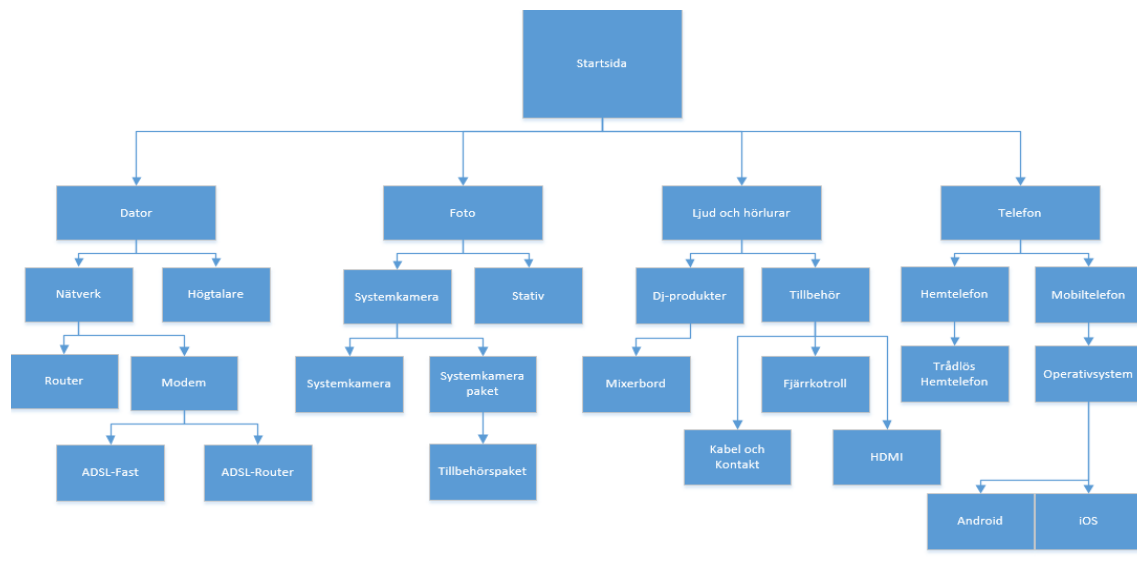 Startsida
Dator
Foto
Ljud och hörlurar
Telefon
Nätverk
Högtalare
Systemkamera
Stativ
Dj-produkter
Tillbehör
Hemtelefon
Mobiltelefon
Router
Modem
Systemkamera
Systemkamera
paket
Mixerbord
Fjärrkotroll
Trådlös
Hemtelefon
Operativsystem
ADSL-Fast
ADSL-Router
Tillbehörspaket
Kabel och
Kontakt
HDMI
Android
iOS